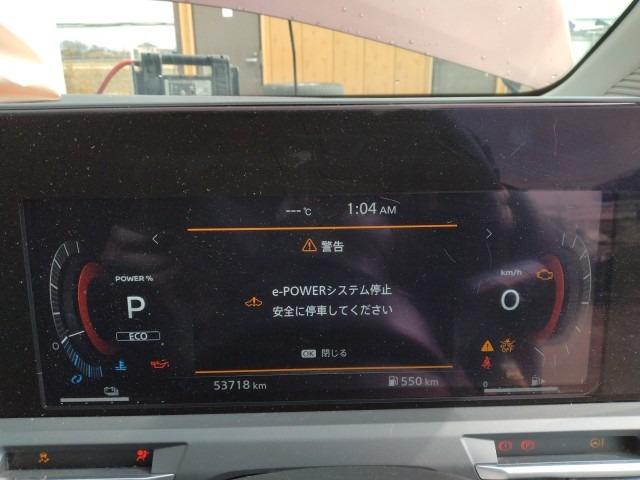 ---℃ 1:04 AM
警告
POWER %
km/h
P
e-POWERシステム停止
0
ECO
安全に停車してください
OK 閉じる
0
53718 km
550 km
0